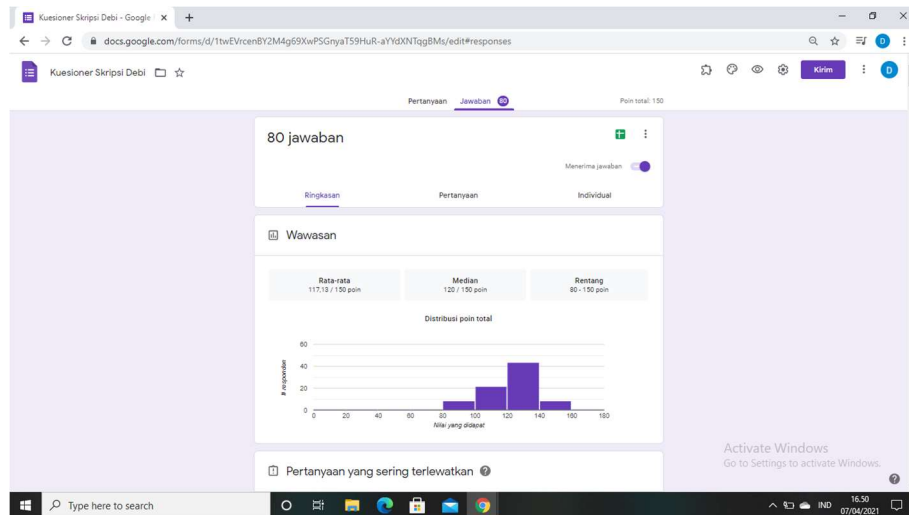 Kuesioner Skripsi Debi - Google
docs.google.com/forms/d/1twEVrcenBY2M4g69XwPSGnyaT59HuR-aYYdXNTqgBMs/edit#responses
D
Kuesioner Skripsi Debi
Kirim
D
Pertanyaan
Jawaban 80
Poin total: 150
80 jawaban
Menerima jawaban
Ringkasan
Pertanyaan
Individual
Wawasan
Rata-rata
117,13 / 150 poin
Median
120 / 150 poin
Rentang
80 - 150 poin
Distribusi poin total
# responden
60
40
20
0
0 20 40 60 80 100 120 140 160 180
Nilai yang didapat
Pertanyaan yang sering terlewatkan
Activate Windows
Go to Settings to activate Windows.
Type here to search
IND
16.50
07/04/2021